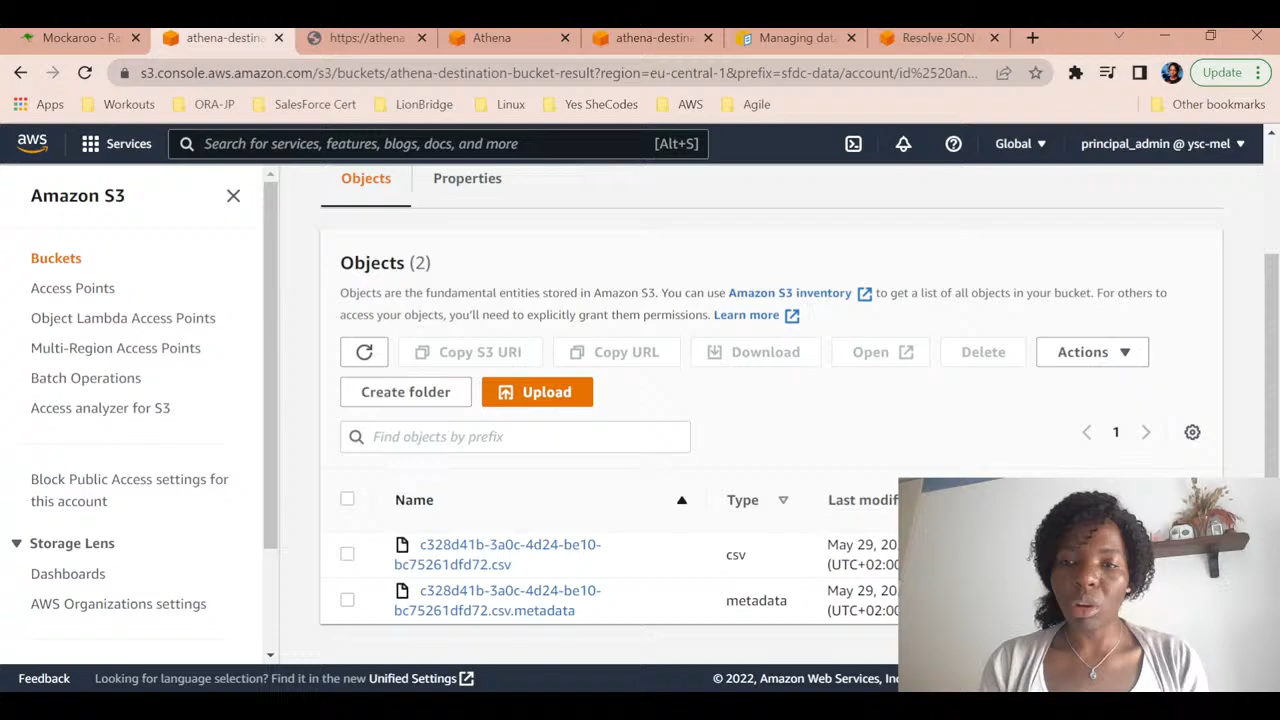 Mockaroo - Ra
athena-destin
https://athena
Athena
athena-destina
Managing data
Resolve JSON
s3.console.aws.amazon.com/s3/buckets/athena-destination-bucket-result?region=eu-central-1&prefix=sfdc-data/account/id%2520an...
Update
Apps
Workouts
ORA-JP
SalesForce Cert
LionBridge
Linux
Yes SheCodes
AWS
Agile
Other bookmarks
aws
Services
Search for services, features, blogs, docs, and more
[Alt+S]
Global
principal_admin @ ysc-mel
Amazon S3
Buckets
Access Points
Object Lambda Access Points
Multi-Region Access Points
Batch Operations
Access analyzer for S3
Block Public Access settings for
this account
Storage Lens
Dashboards
AWS Organizations settings
Objects
Properties
Objects (2)
Objects are the fundamental entities stored in Amazon S3. You can use Amazon S3 inventory to get a list of all objects in your bucket. For others to
access your objects, you'll need to explicitly grant them permissions. Learn more
Copy S3 URI
Copy URL
Download
Open
Delete
Actions
Create folder
Upload
Find objects by prefix
1
Name
Type
Last modif
c328d41b-3a0c-4d24-be10-
bc75261dfd72.csv
csv
May 29, 20
(UTC+02:00
c328d41b-3a0c-4d24-be10-
bc75261dfd72.csv.metadata
metadata
May 29, 20
(UTC+02:00
Feedback
Looking for language selection? Find it in the new Unified Settings
© 2022, Amazon Web Services, Inc